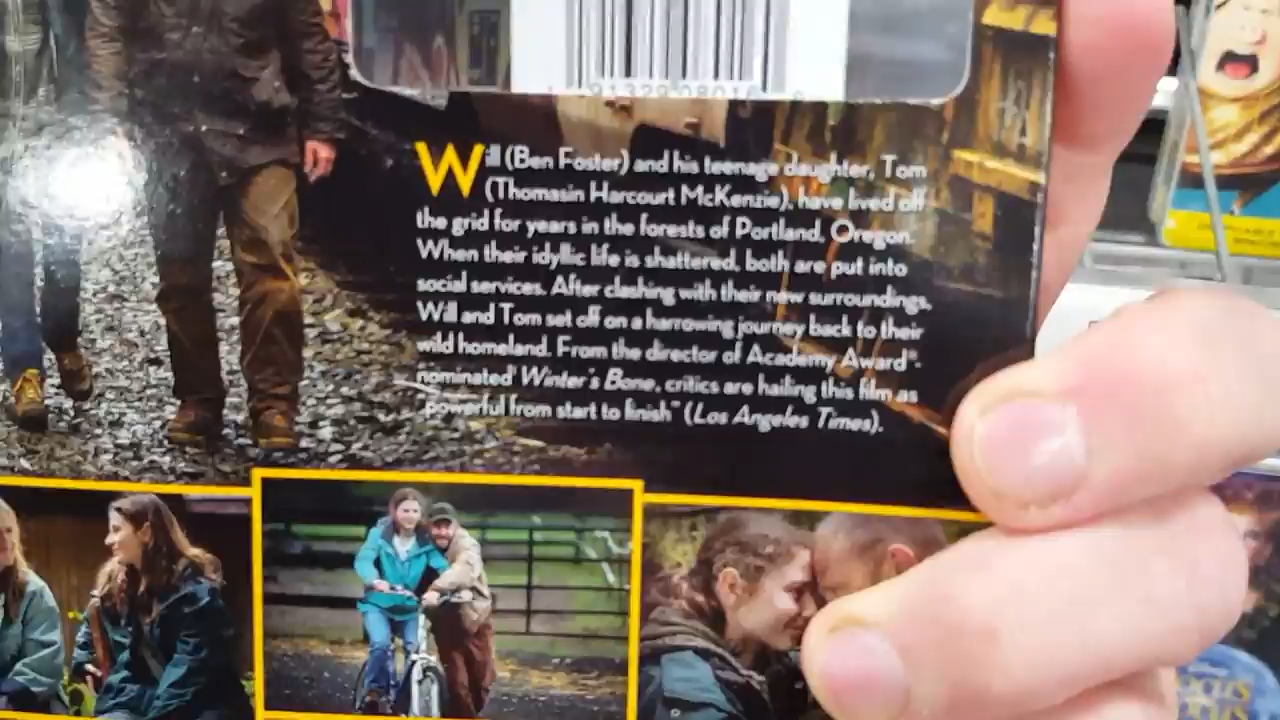 1 91329 08016
Will (Ben Foster) and his teenage daughter, Tom
(Thomasin Harcourt McKenzie), have lived off
the grid for years in the forests of Portland, Oregon.
When their idyllic life is shattered, both are put into
social services. After clashing with their new surroundings,
Will and Tom set off on a harrowing journey back to their
wild homeland. From the director of Academy Award®-
nominated* Winter's Bone, critics are hailing this film as
"powerful from start to finish" (Los Angeles Times).